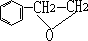 CH₂ CH₂
O